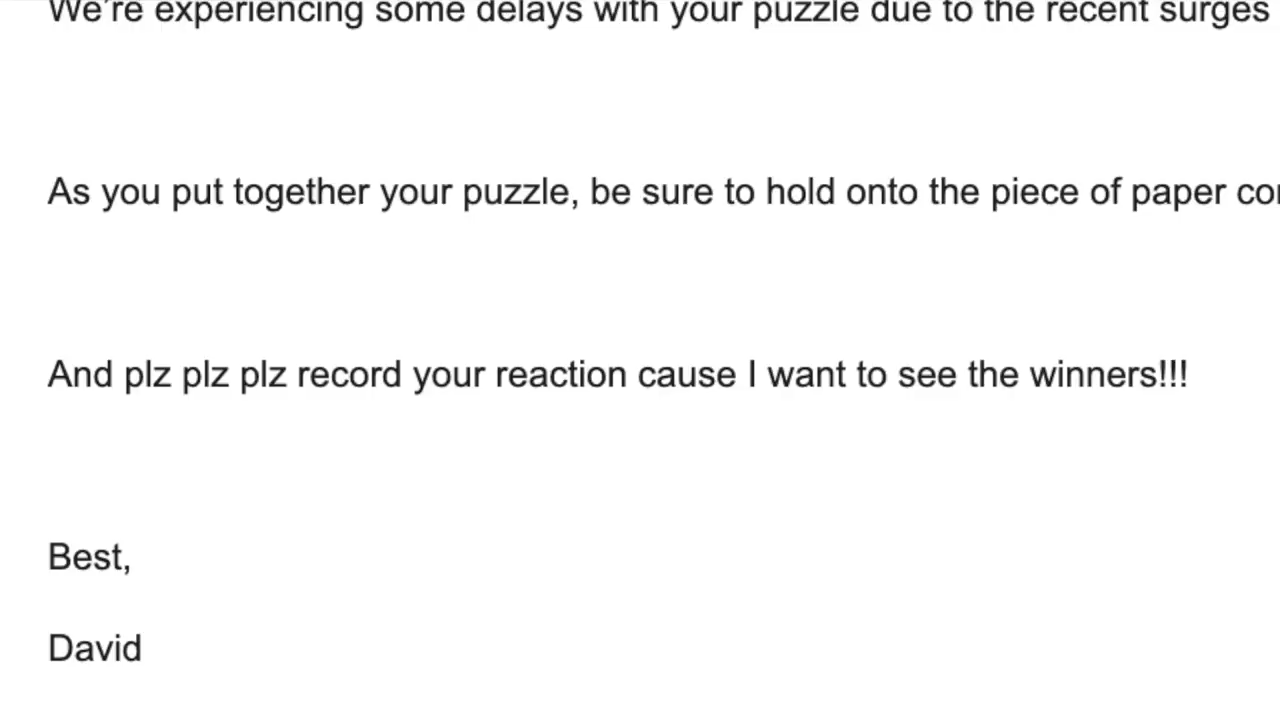 We're experiencing some delays with your puzzle due to the recent surges
As you put together your puzzle, be sure to hold onto the piece of paper
And plz plz plz record your reaction cause I want to see the winners!!!
Best,
David